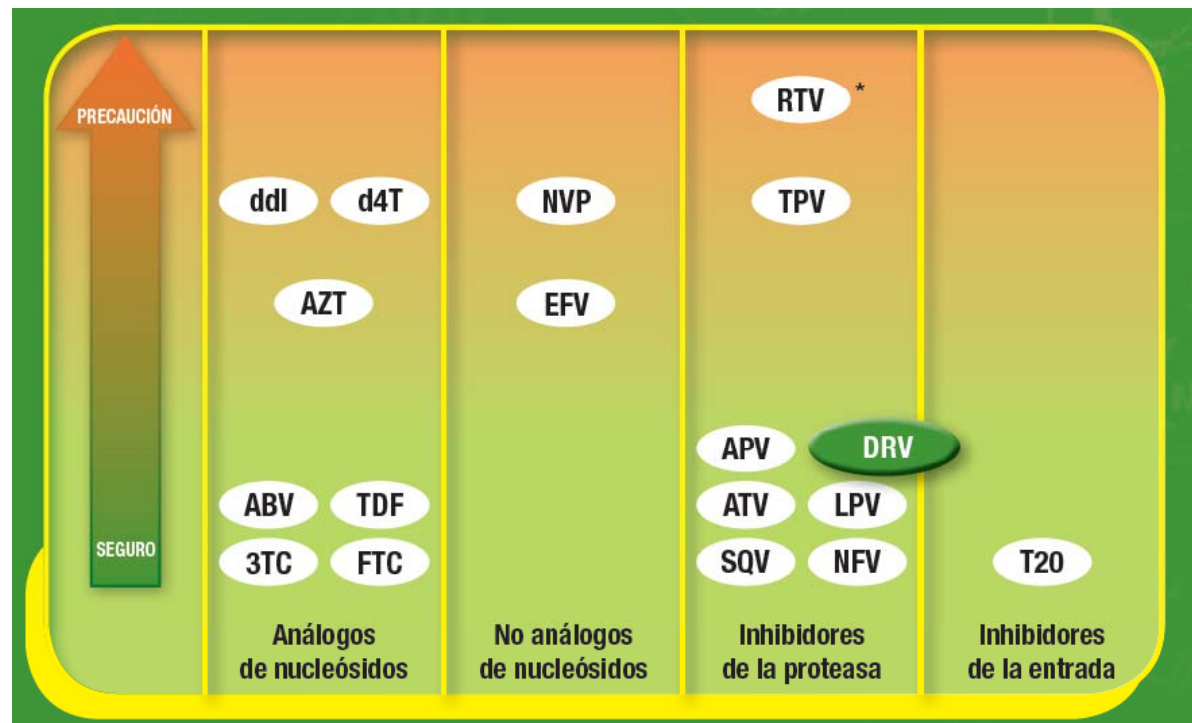 PRECAUCIÓN
RTV *
ddI d4T NVP TPV
AZT EFV
APV DRV
ABV TDF ATV LPV
SEGURO
3TC FTC SQV NFV T20
Análogos No análogos Inhibidores Inhibidores
de nucleósidos de nucleósidos de la proteasa de la entrada